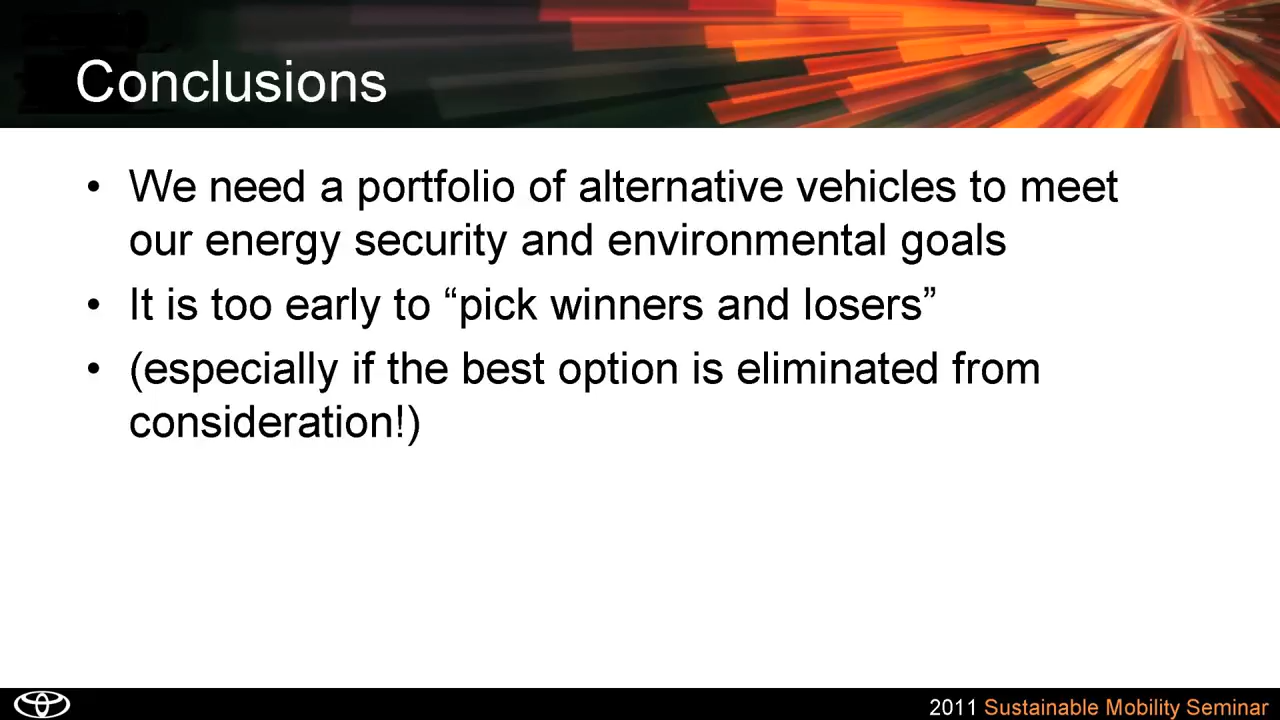 Conclusions
• We need a portfolio of alternative vehicles to meet
our energy security and environmental goals
• It is too early to “pick winners and losers”
• (especially if the best option is eliminated from
consideration!)
2011 Sustainable Mobility Seminar